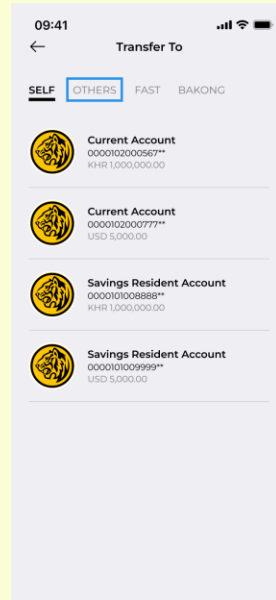 09:41
Transfer To
SELF OTHERS FAST BAKONG
Current Account
0000102000567**
KHR 1,000,000.00
Current Account
0000102000777**
USD 5,000.00
Savings Resident Account
0000101008888**
KHR 1,000,000.00
Savings Resident Account
0000101009999**
USD 5,000.00